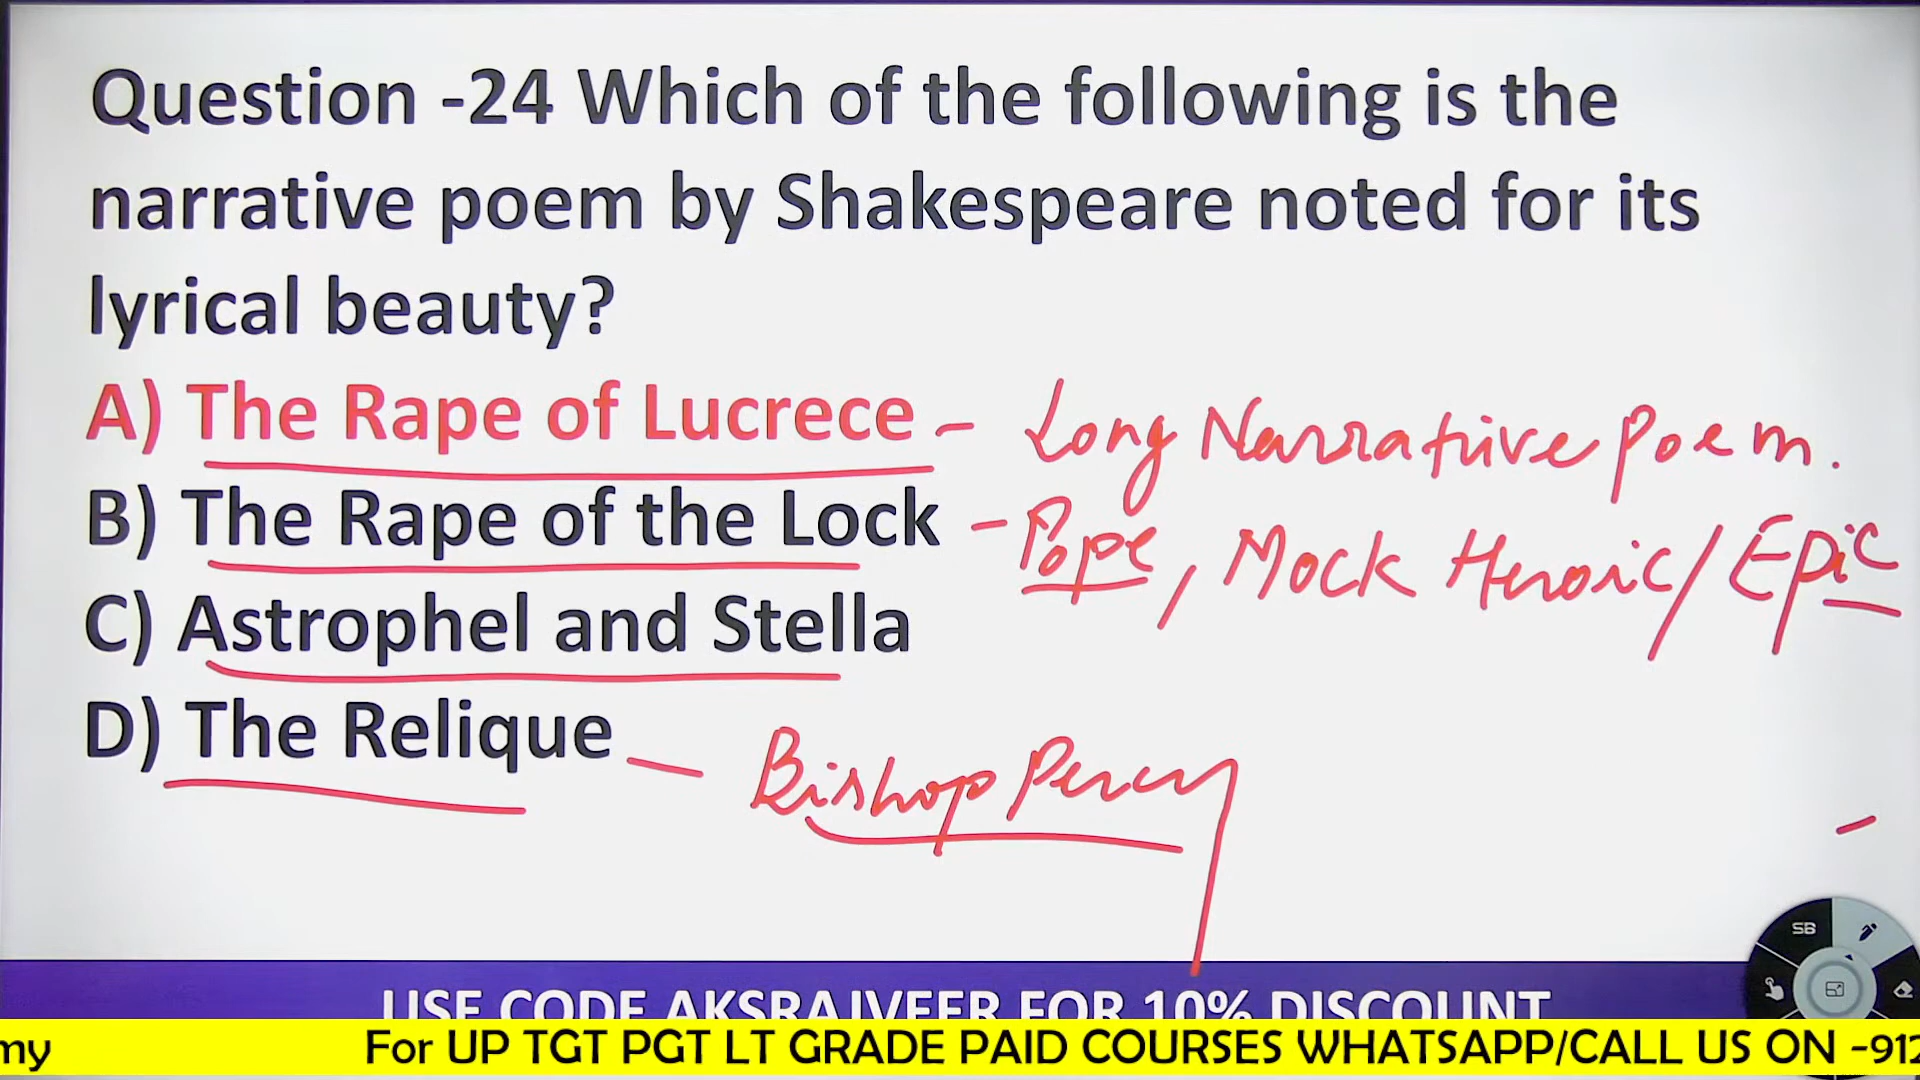 Question -24 Which of the following is the
narrative poem by Shakespeare noted for its
lyrical beauty?
A) The Rape of Lucrece - Long Narrative Poem.
B) The Rape of the Lock - Pope, Mock Heroic/Epic
C) Astrophel and Stella
D) The Relique - Bishop Percy
SB
USE CODE AKSRAJVEER FOR 10% DISCOUNT
my For UP TGT PGT LT GRADE PAID COURSES WHATSAPP/CALL US ON -912